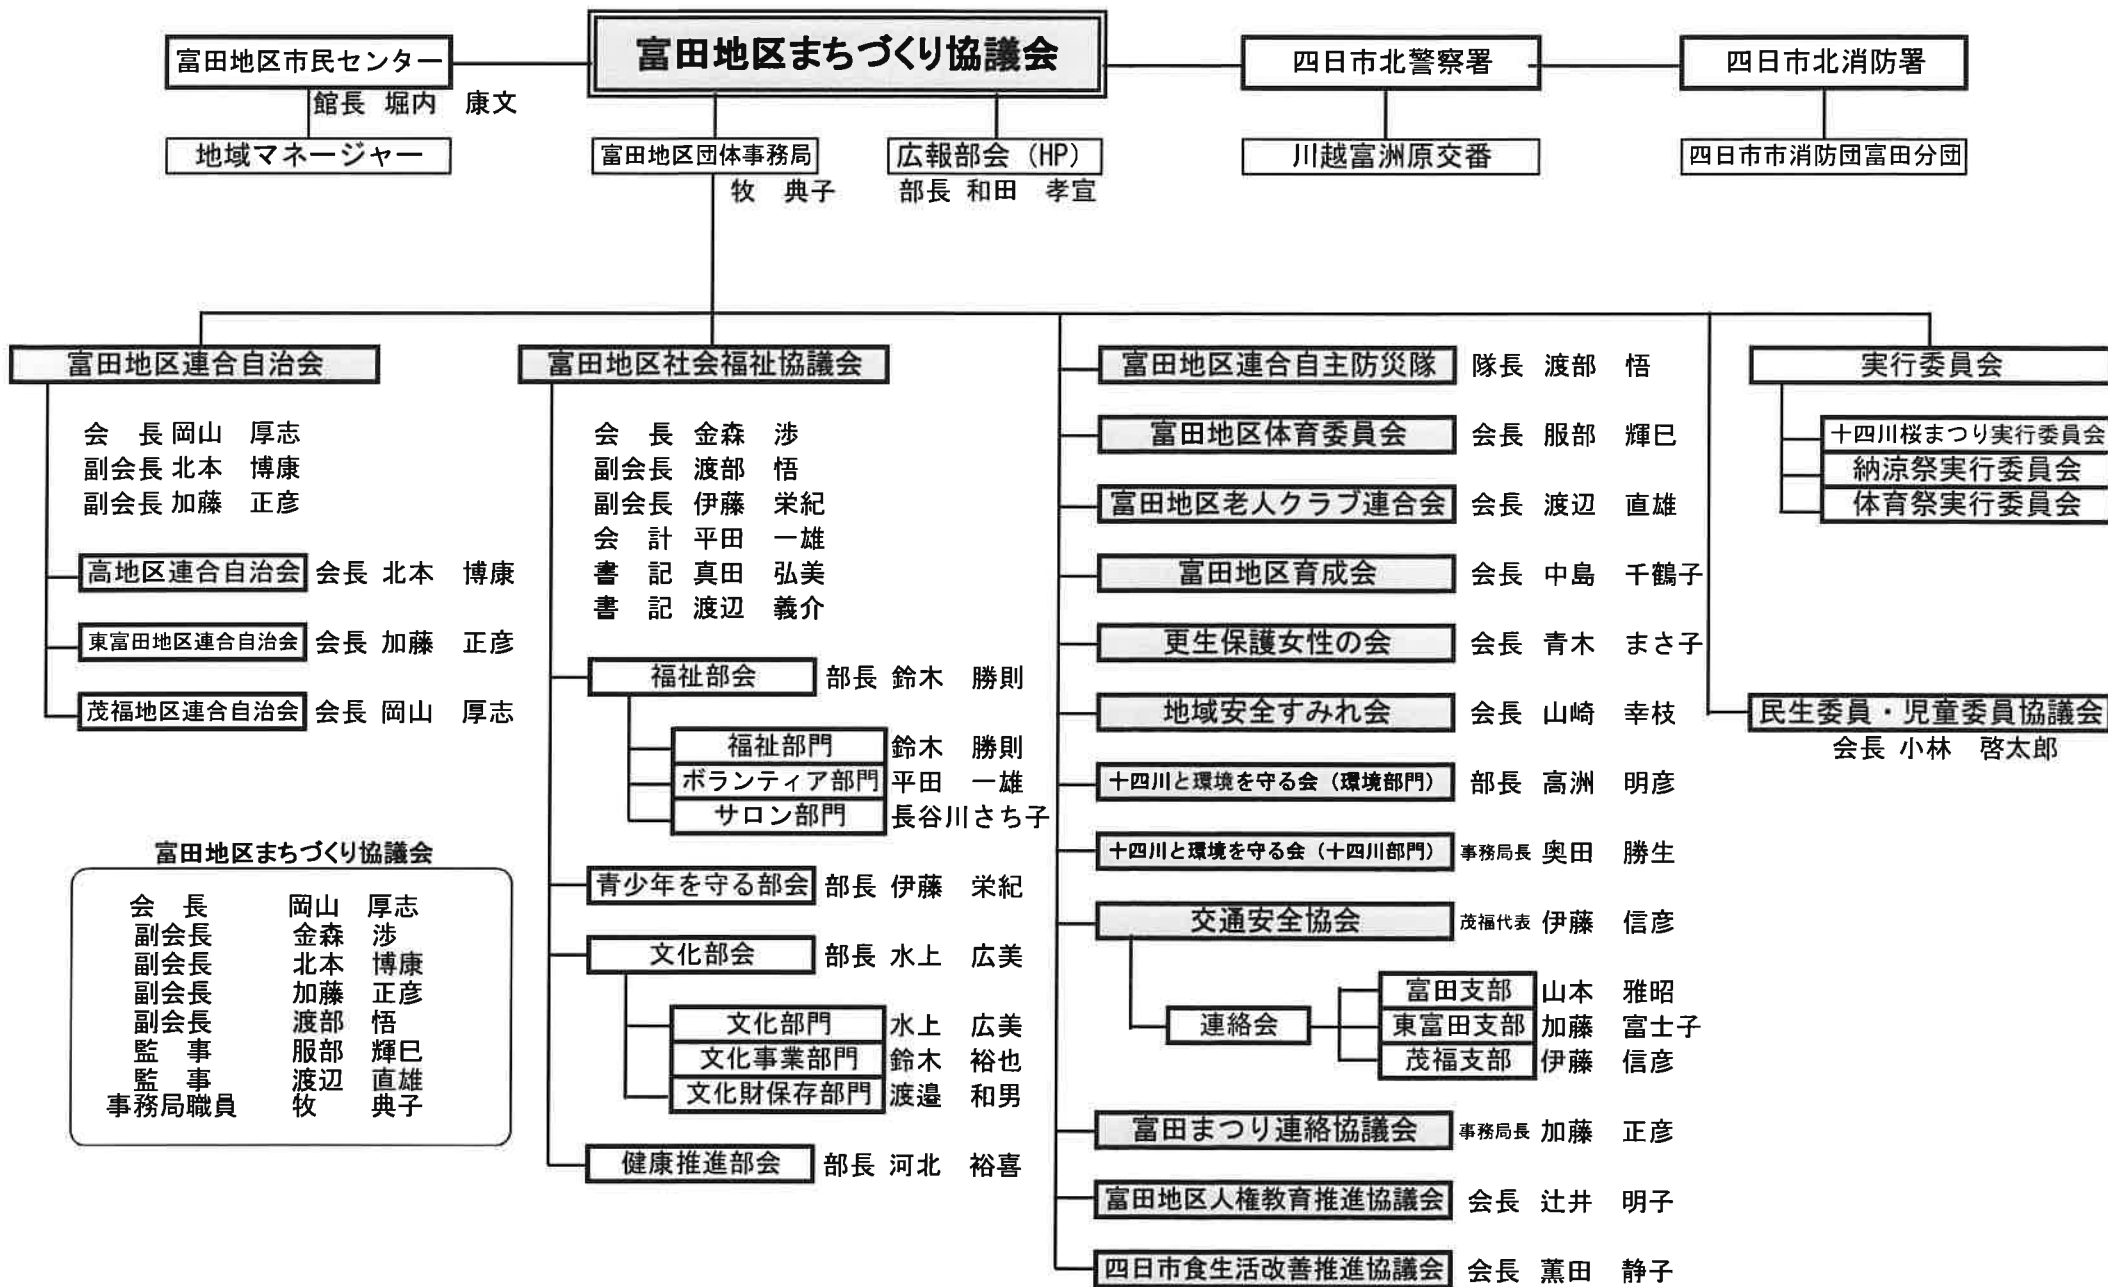 富田地区まちづくり協議会
富田地区市民センター
館長 堀内 康文
地域マネージャー
富田地区団体事務局
牧 典子
広報部会(HP)
部長 和田 孝宣
四日市北警察署
川越富洲原交番
四日市北消防署
四日市市消防団富田分団
富田地区連合自治会
会 長 岡山 厚志
副会長 北本 博康
副会長 加藤 正彦
高地区連合自治会 会長 北本 博康
東富田地区連合自治会 会長 加藤 正彦
茂福地区連合自治会 会長 岡山 厚志
富田地区まちづくり協議会
会 長 岡山 厚志
副会長 金森 渉
副会長 北本 博康
副会長 加藤 正彦
副会長 渡部 悟
監 事 服部 輝巳
監 事 渡辺 直雄
事務局職員 牧 典子
富田地区社会福祉協議会
会 長 金森 渉
副会長 渡部 悟
副会長 伊藤 栄紀
会 計 平田 一雄
書 記 真田 弘美
書 記 渡辺 義介
福祉部会 部長 鈴木 勝則
福祉部門 鈴木 勝則
ボランティア部門 平田 一雄
サロン部門 長谷川さち子
青少年を守る部会 部長 伊藤 栄紀
文化部会 部長 水上 広美
文化部門 水上 広美
文化事業部門 鈴木 裕也
文化財保存部門 渡邉 和男
健康推進部会 部長 河北 裕喜
富田地区連合自主防災隊 隊長 渡部 悟
富田地区体育委員会 会長 服部 輝巳
富田地区老人クラブ連合会 会長 渡辺 直雄
富田地区育成会 会長 中島 千鶴子
更生保護女性の会 会長 青木 まさ子
地域安全すみれ会 会長 山崎 幸枝
十四川と環境を守る会(環境部門) 部長 高洲 明彦
十四川と環境を守る会(十四川部門) 事務局長 奥田 勝生
交通安全協会 茂福代表 伊藤 信彦
連絡会
富田支部 山本 雅昭
東富田支部 加藤 富士子
茂福支部 伊藤 信彦
富田まつり連絡協議会 事務局長 加藤 正彦
富田地区人権教育推進協議会 会長 辻井 明子
四日市食生活改善推進協議会 会長 薫田 静子
実行委員会
十四川桜まつり実行委員会
納涼祭実行委員会
体育祭実行委員会
民生委員・児童委員協議会
会長 小林 啓太郎